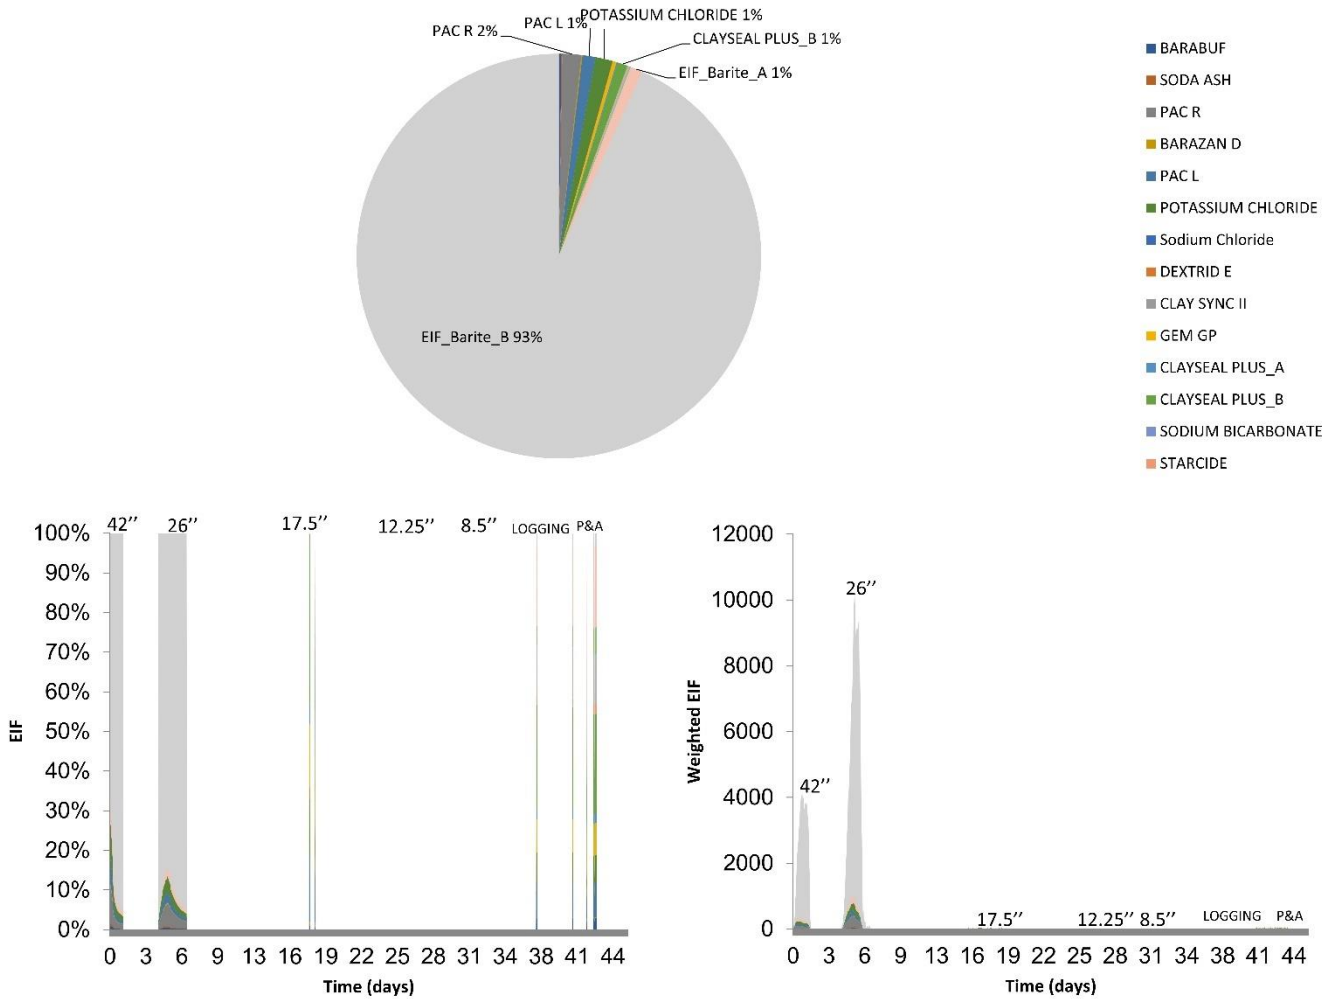 PAC R 2%
PAC L 1%
POTASSIUM CHLORIDE 1%
CLAYSEAL PLUS_B 1%
EIF_Barite_A 1%
EIF_Barite_B 93%
BARABUF
SODA ASH
PAC R
BARAZAN D
PAC L
POTASSIUM CHLORIDE
Sodium Chloride
DEXTRID E
CLAY SYNC II
GEM GP
CLAYSEAL PLUS_A
CLAYSEAL PLUS_B
SODIUM BICARBONATE
STARCIDE
42’’ 26’’ 17.5’’ 12.25’’ 8.5’’ LOGGING P&A
100%
90%
80%
70%
60%
50%
40%
30%
20%
10%
0%
EIF
0 3 6 9 13 16 19 22 25 28 31 34 38 41 44
Time (days)
12000
10000
8000
6000
4000
2000
0
Weighted EIF
26’’
42’’
17.5’’ 12.25’’ 8.5’’ LOGGING P&A
0 3 6 9 13 16 19 22 25 28 31 34 38 41 44
Time (days)